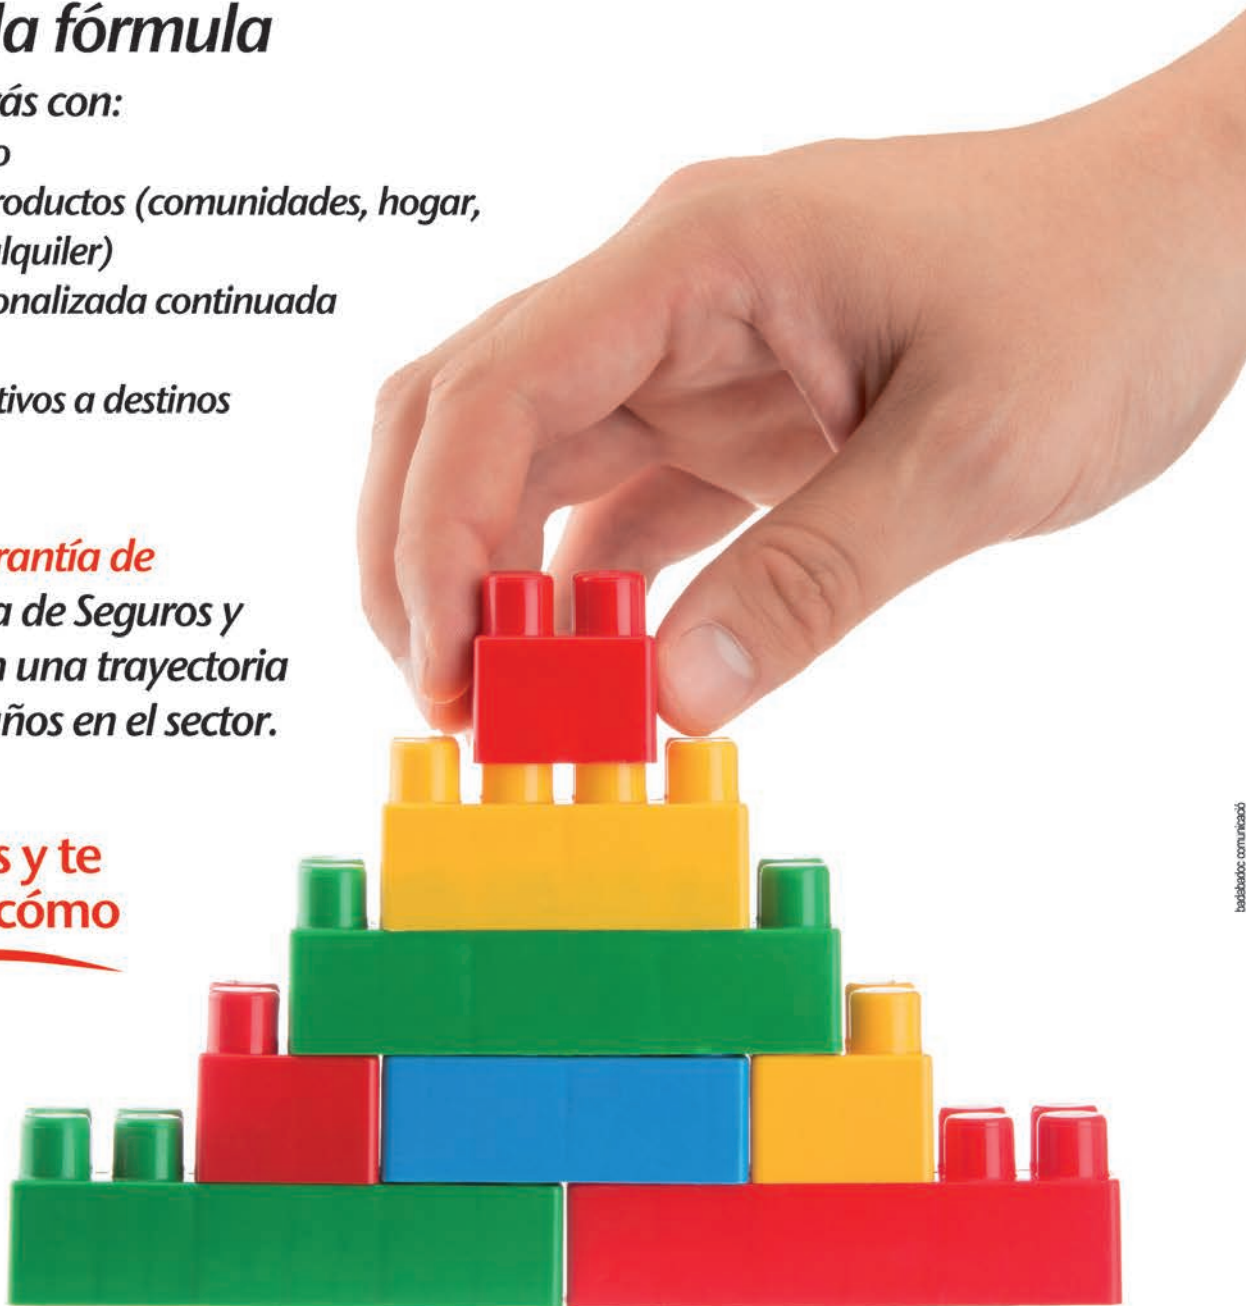 la fórmula
ás con:
o
roductos (comunidades, hogar,
lquiler)
onalizada continuada
tivos a destinos
rantía de
a de Seguros y
n una trayectoria
ños en el sector.
s y te
cómo
badabadoc comunicació